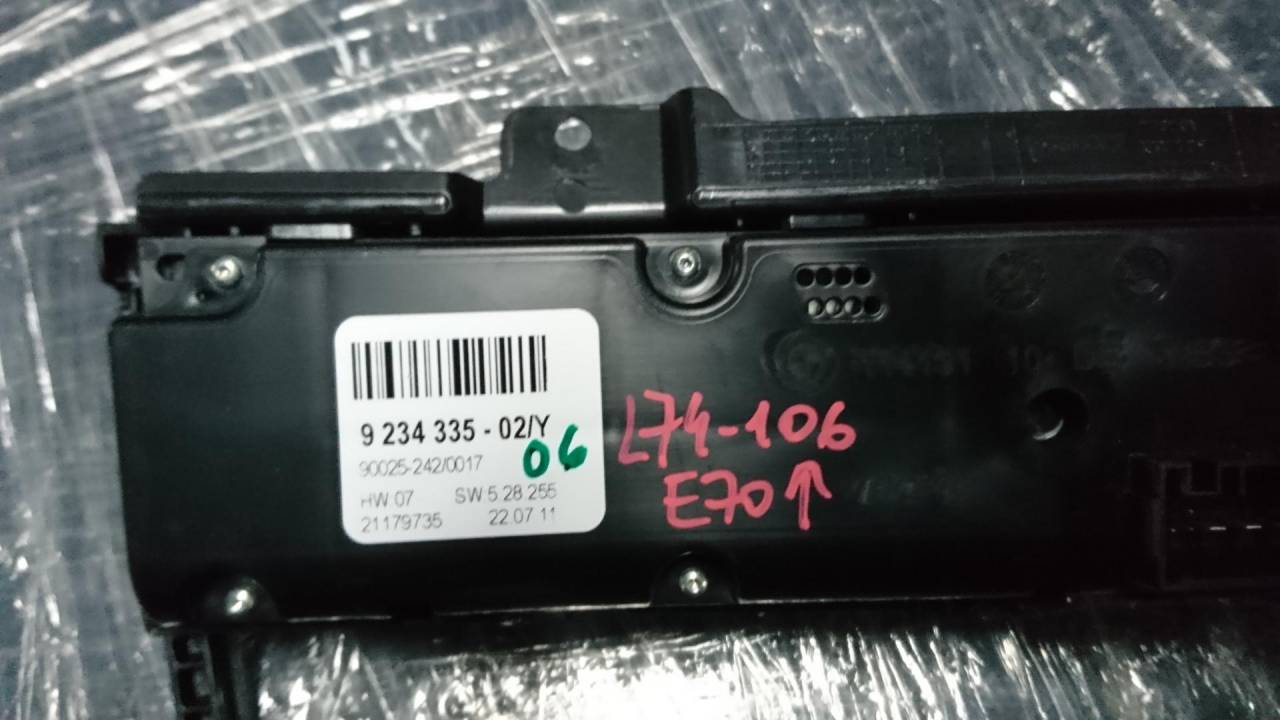 9 234 335 - 02/Y
06
90025-242/0017
HW 07 SW 5.28.255
21179735 22.07.11
L74-106
E70↑